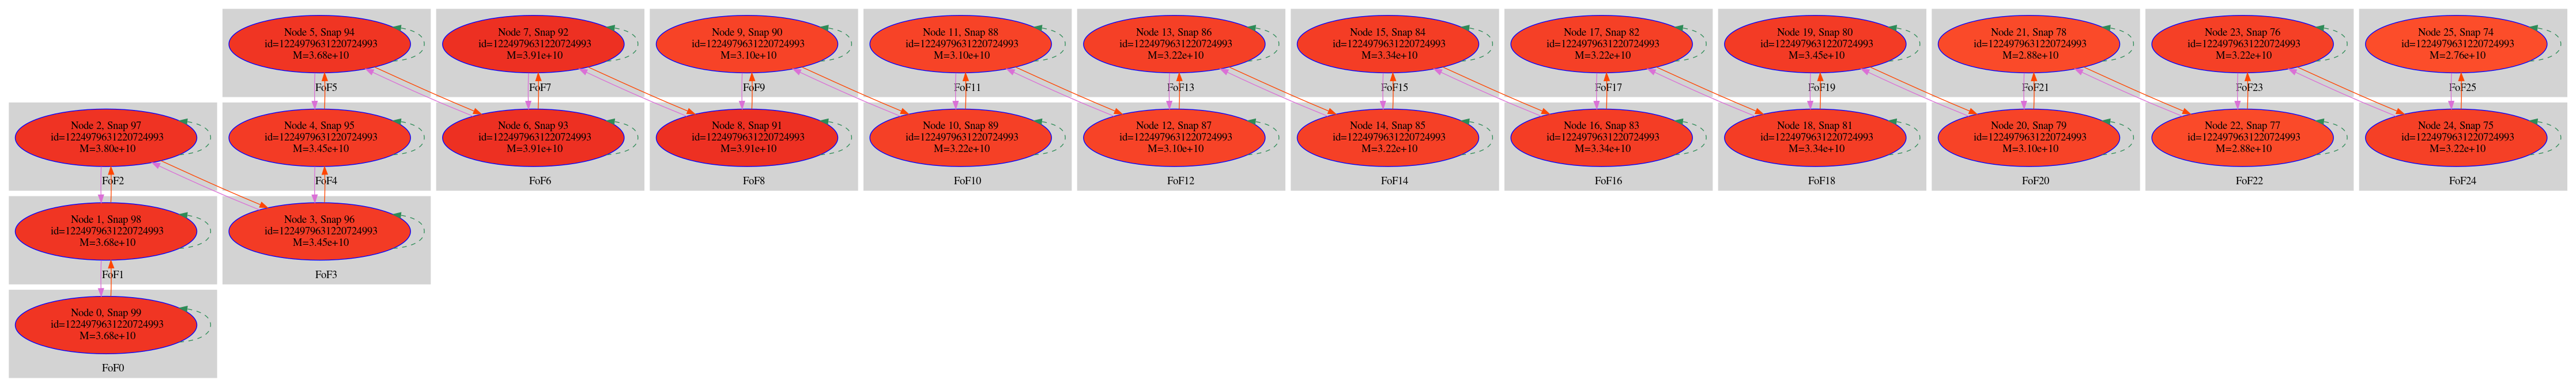 Node 5, Snap 94
id=1224979631220724993
M=3.68e+10
FoF5
Node 7, Snap 92
id=1224979631220724993
M=3.91e+10
FoF7
Node 9, Snap 90
id=1224979631220724993
M=3.10e+10
FoF9
Node 11, Snap 88
id=1224979631220724993
M=3.10e+10
FoF11
Node 13, Snap 86
id=1224979631220724993
M=3.22e+10
FoF13
Node 15, Snap 84
id=1224979631220724993
M=3.34e+10
FoF15
Node 17, Snap 82
id=1224979631220724993
M=3.22e+10
FoF17
Node 19, Snap 80
id=1224979631220724993
M=3.45e+10
FoF19
Node 21, Snap 78
id=1224979631220724993
M=2.88e+10
FoF21
Node 23, Snap 76
id=1224979631220724993
M=3.22e+10
FoF23
Node 25, Snap 74
id=1224979631220724993
M=2.76e+10
FoF25
Node 2, Snap 97
id=1224979631220724993
M=3.80e+10
FoF2
Node 4, Snap 95
id=1224979631220724993
M=3.45e+10
FoF4
Node 6, Snap 93
id=1224979631220724993
M=3.91e+10
FoF6
Node 8, Snap 91
id=1224979631220724993
M=3.91e+10
FoF8
Node 10, Snap 89
id=1224979631220724993
M=3.22e+10
FoF10
Node 12, Snap 87
id=1224979631220724993
M=3.10e+10
FoF12
Node 14, Snap 85
id=1224979631220724993
M=3.22e+10
FoF14
Node 16, Snap 83
id=1224979631220724993
M=3.34e+10
FoF16
Node 18, Snap 81
id=1224979631220724993
M=3.34e+10
FoF18
Node 20, Snap 79
id=1224979631220724993
M=3.10e+10
FoF20
Node 22, Snap 77
id=1224979631220724993
M=2.88e+10
FoF22
Node 24, Snap 75
id=1224979631220724993
M=3.22e+10
FoF24
Node 1, Snap 98
id=1224979631220724993
M=3.68e+10
FoF1
Node 3, Snap 96
id=1224979631220724993
M=3.45e+10
FoF3
Node 0, Snap 99
id=1224979631220724993
M=3.68e+10
FoF0